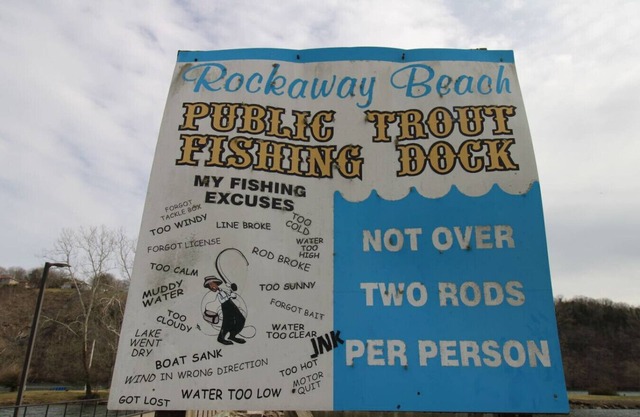 Rockaway Beach
PUBLIC TROUT
FISHING DOCK
MY FISHING
EXCUSES
FORGOT
TACKLE BOX
TOO WINDY
LINE BROKE
TOO
COLD
FORGOT LICENSE
WATER
TOO
HIGH
ROD BROKE
TOO CALM
TOO SUNNY
MUDDY
WATER
FORGOT BAIT
TOO
CLOUDY
WATER
TOO CLEAR
LAKE
WENT
DRY
JNK
BOAT SANK
WIND IN WRONG DIRECTION
TOO HOT
MOTOR
QUIT
GOT LOST
WATER TOO LOW
NOT OVER
TWO RODS
PER PERSON